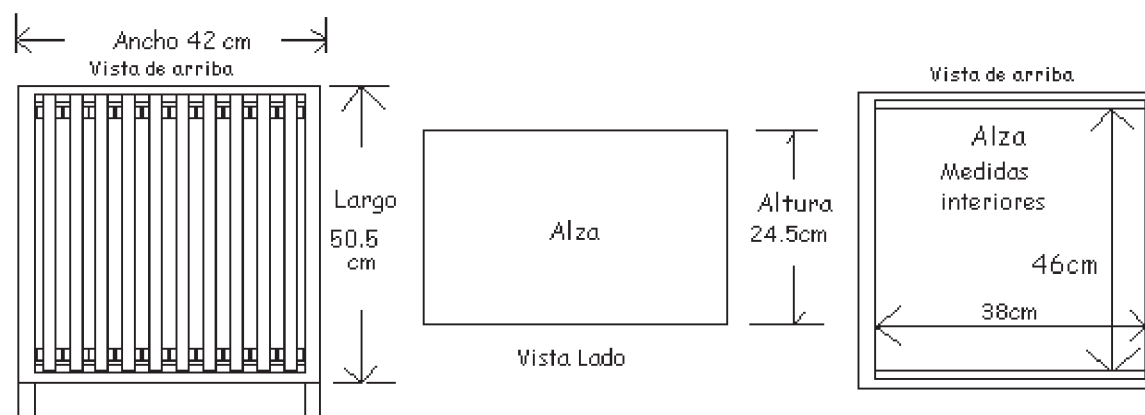 Ancho 42 cm
Vista de arriba
Largo
50.5
cm
Alza
Vista Lado
Altura
24.5cm
Vista de arriba
Alza
Medidas
interiores
46cm
38cm